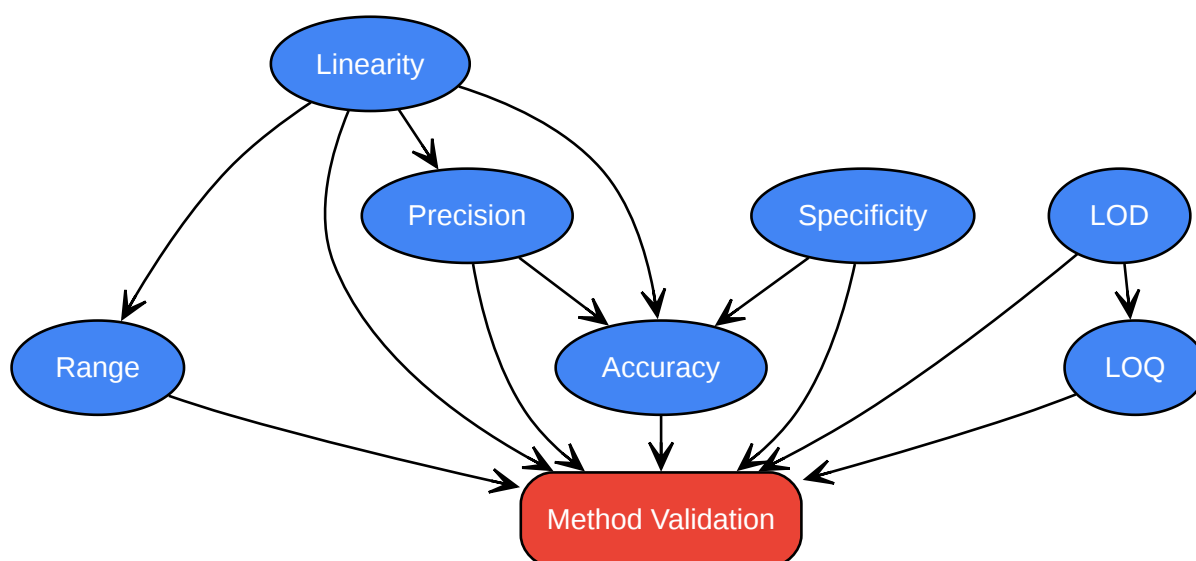 Linearity
Precision
Specificity
LOD
Range
Accuracy
LOQ
Method Validation